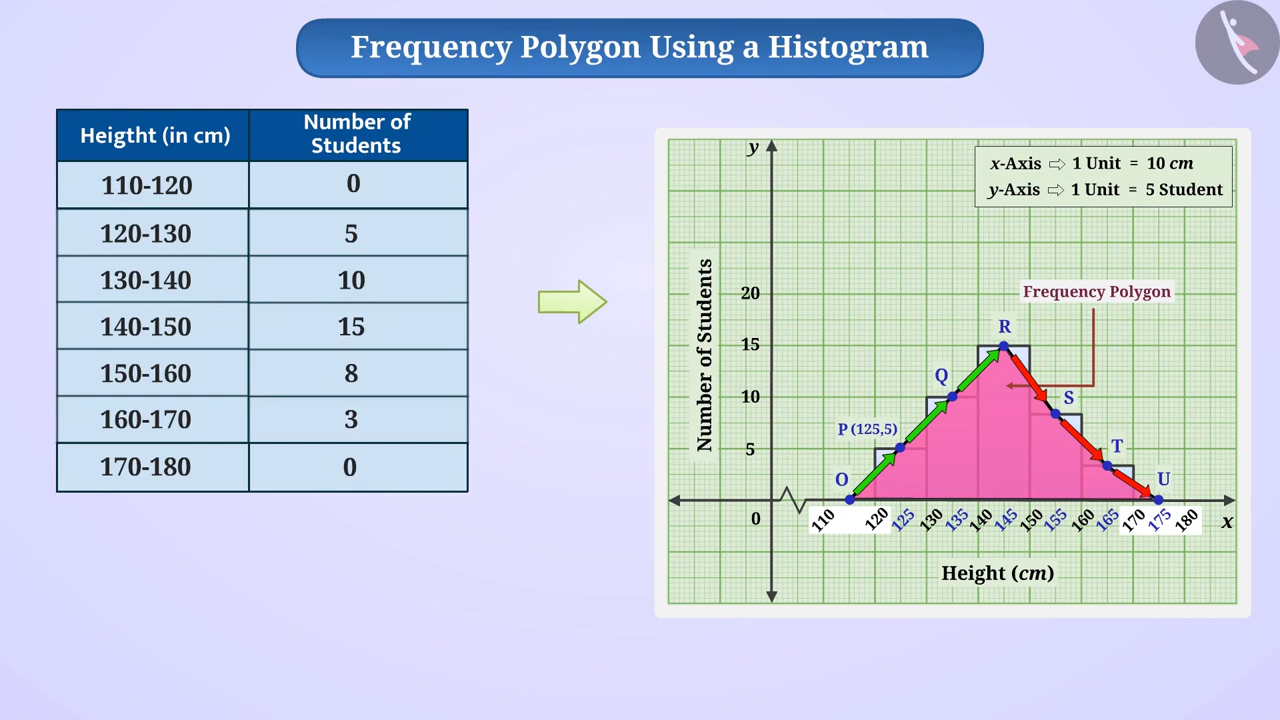 Frequency Polygon Using a Histogram
Heigtht (in cm) Number of Students
110-120 0
120-130 5
130-140 10
140-150 15
150-160 8
160-170 3
170-180 0
y
x-Axis ⇨ 1 Unit = 10 cm
y-Axis ⇨ 1 Unit = 5 Student
Number of Students
20
15
10
5
0
Frequency Polygon
R
Q
S
P (125,5)
T
O
U
110 120 125 130 135 140 145 150 155 160 165 170 175 180 x
Height (cm)